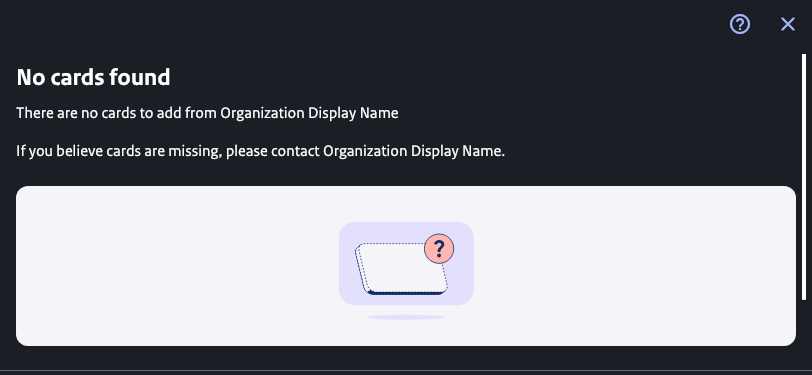 No cards found
There are no cards to add from Organization Display Name
If you believe cards are missing, please contact Organization Display Name.
?